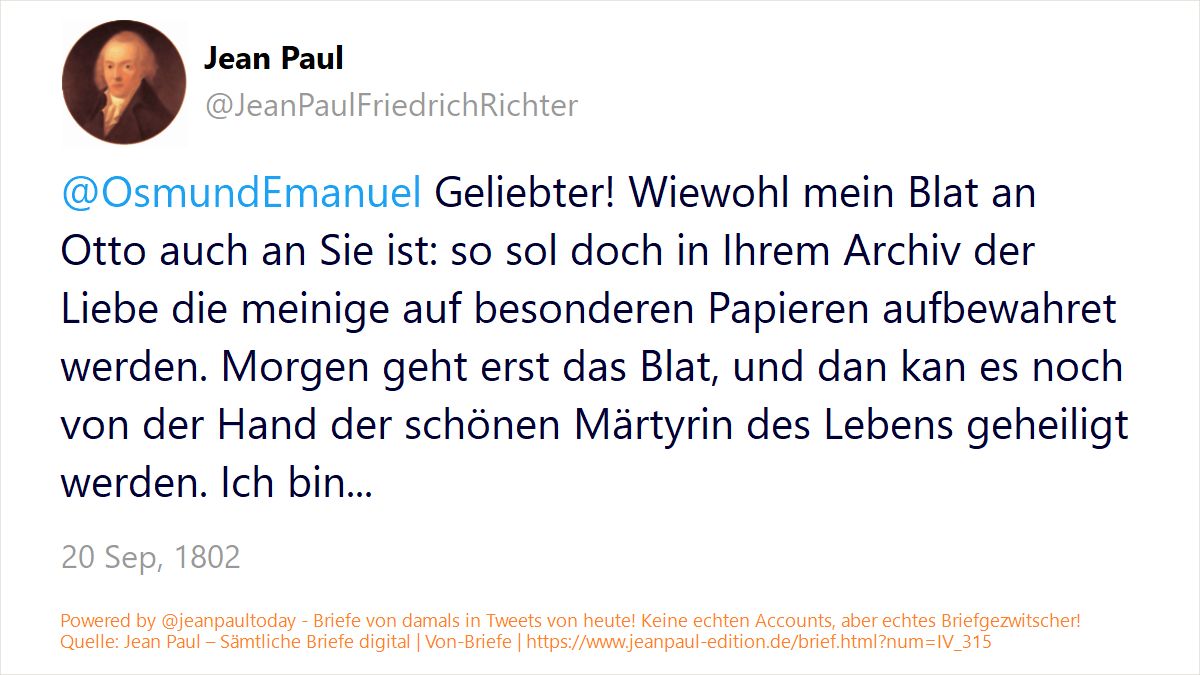 Jean Paul
@JeanPaulFriedrichRichter
@OsmundEmanuel Geliebter! Wiewohl mein Blat an
Otto auch an Sie ist: so sol doch in Ihrem Archiv der
Liebe die meinige auf besonderen Papieren aufbewahret
werden. Morgen geht erst das Blat, und dan kan es noch
von der Hand der schönen Märtyrin des Lebens geheiligt
werden. Ich bin...
20 Sep, 1802
Powered by @jeanpaultoday - Briefe von damals in Tweets von heute! Keine echten Accounts, aber echtes Briefgezwitscher!
Quelle: Jean Paul – Sämtliche Briefe digital | Von-Briefe | https://www.jeanpaul-edition.de/brief.html?num=IV_315